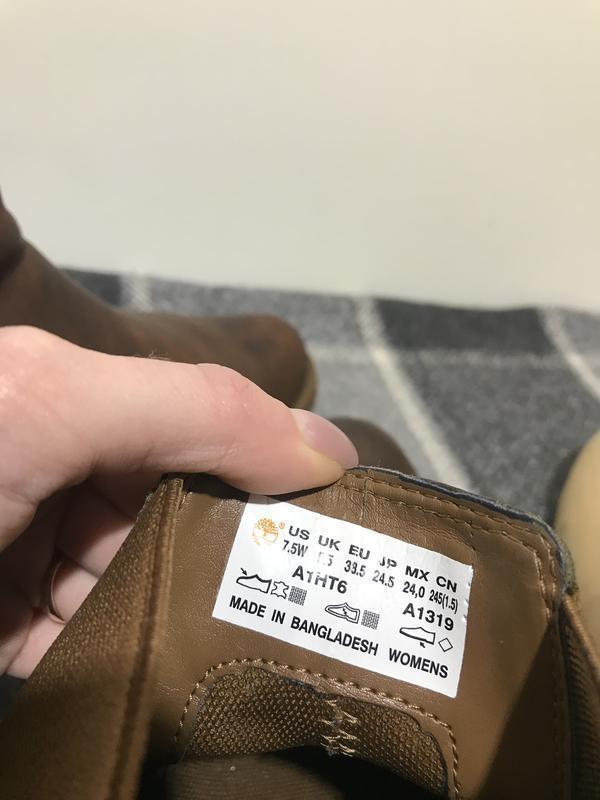 ® US UK EU JP MX CN
7.5W 5.5 38.5 24.5 24,0 245(1.5)
A1HT6 A1319
MADE IN BANGLADESH WOMENS